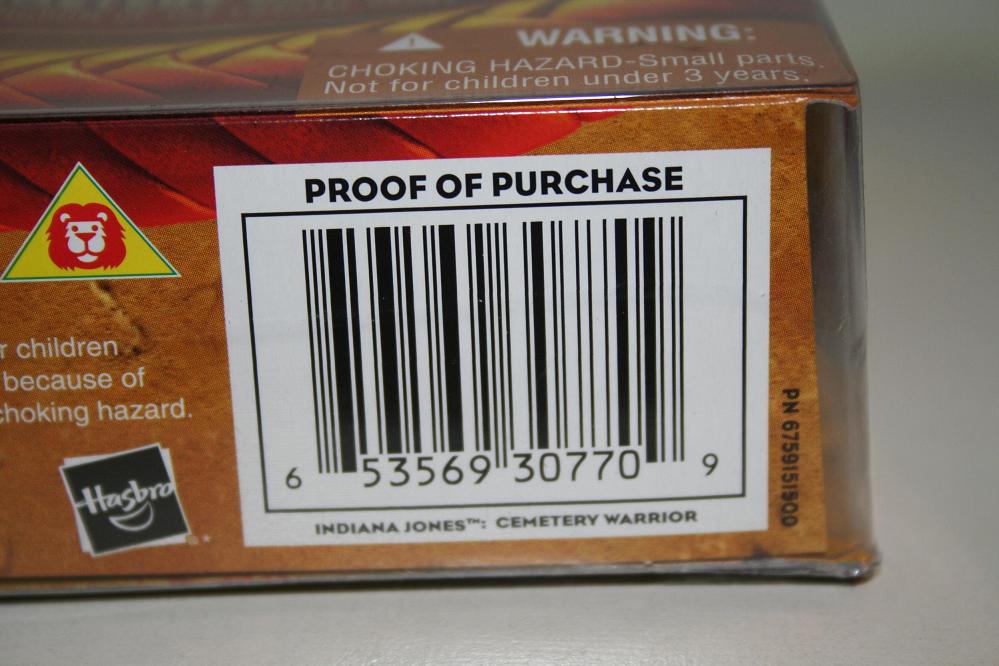 WARNING:
CHOKING HAZARD-Small parts.
Not for children under 3 years.
PROOF OF PURCHASE
6 53569 30770 9
INDIANA JONES™: CEMETERY WARRIOR
r children
because of
choking hazard.
Hasbro
®*
PN 6759151500